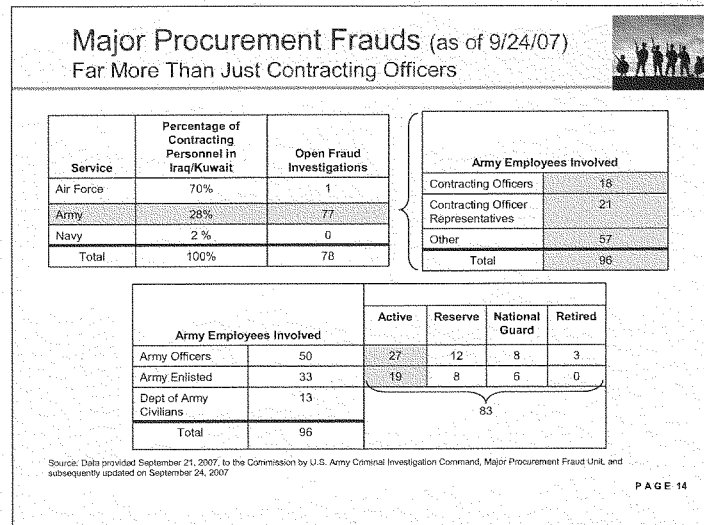 Major Procurement Frauds (as of 9/24/07)
Far More Than Just Contracting Officers
Service Percentage of Contracting Personnel in Iraq/Kuwait Open Fraud Investigations
Air Force 70% 1
Army 28% 77
Navy 2 % 0
Total 100% 78
Army Employees Involved
Contracting Officers 18
Contracting Officer Representatives 21
Other 57
Total 96
Army Employees Involved Active Reserve National Guard Retired
Army Officers 50 27 12 8 3
Army Enlisted 33 19 8 6 0
Dept of Army Civilians 13
83
Total 96
Source: Data provided September 21, 2007, to the Commission by U.S. Army Criminal Investigation Command, Major Procurement Fraud Unit, and
subsequently updated on September 24, 2007
PAGE 14